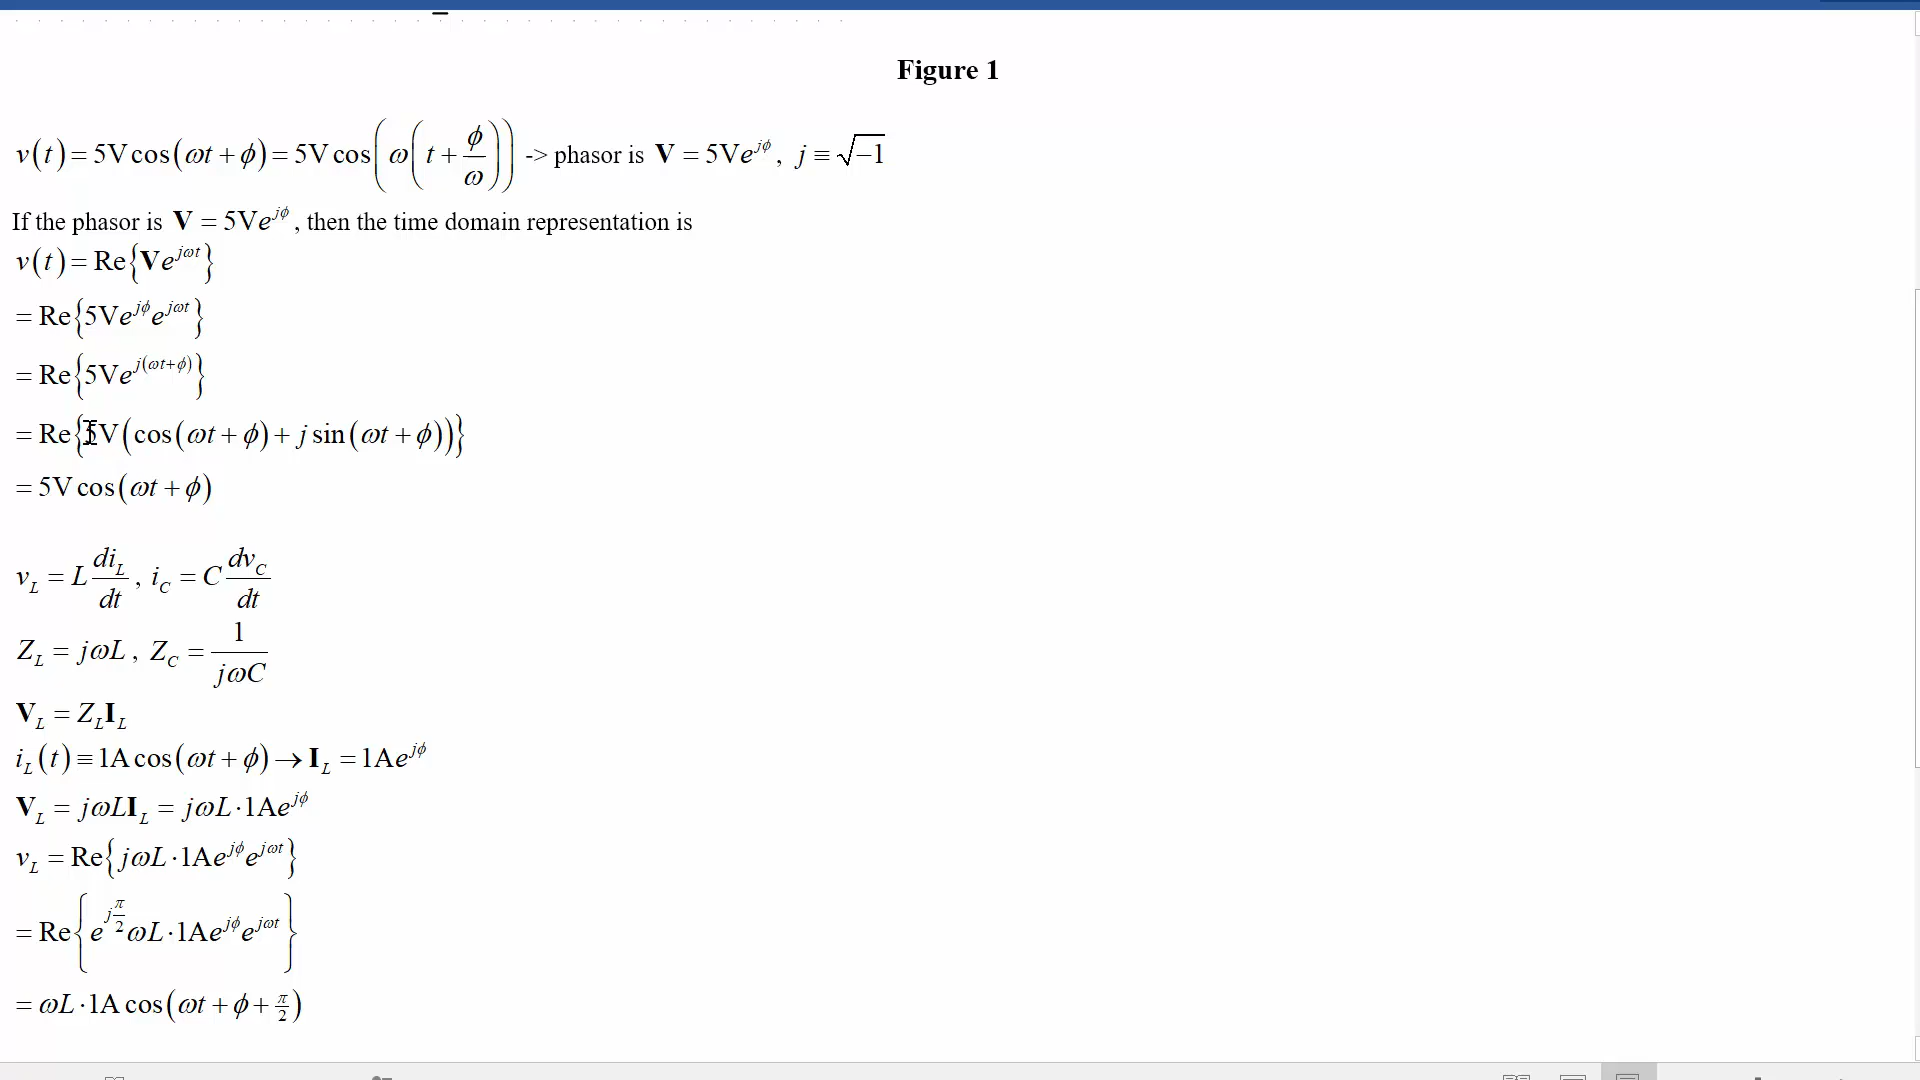 Figure 1
v(t) = 5V cos(ωt + ϕ) = 5V cos(ω(t + ϕ/ω)) -> phasor is V = 5Ve^{jϕ}, j ≡ √−1
If the phasor is V = 5Ve^{jϕ}, then the time domain representation is
v(t) = Re{Ve^{jωt}}
= Re{5Ve^{jϕ}e^{jωt}}
= Re{5Ve^{j(ωt+ϕ)}}
= Re{5V(cos(ωt + ϕ) + j sin(ωt + ϕ))}
= 5V cos(ωt + ϕ)
v_L = L di_L/dt, i_C = C dv_C/dt
Z_L = jωL, Z_C = 1/jωC
V_L = Z_L I_L
i_L(t) ≡ 1A cos(ωt + ϕ) → I_L = 1Ae^{jϕ}
V_L = jωLI_L = jωL·1Ae^{jϕ}
v_L = Re{jωL·1Ae^{jϕ}e^{jωt}}
= Re{e^{jπ/2}ωL·1Ae^{jϕ}e^{jωt}}
= ωL·1A cos(ωt + ϕ + π/2)